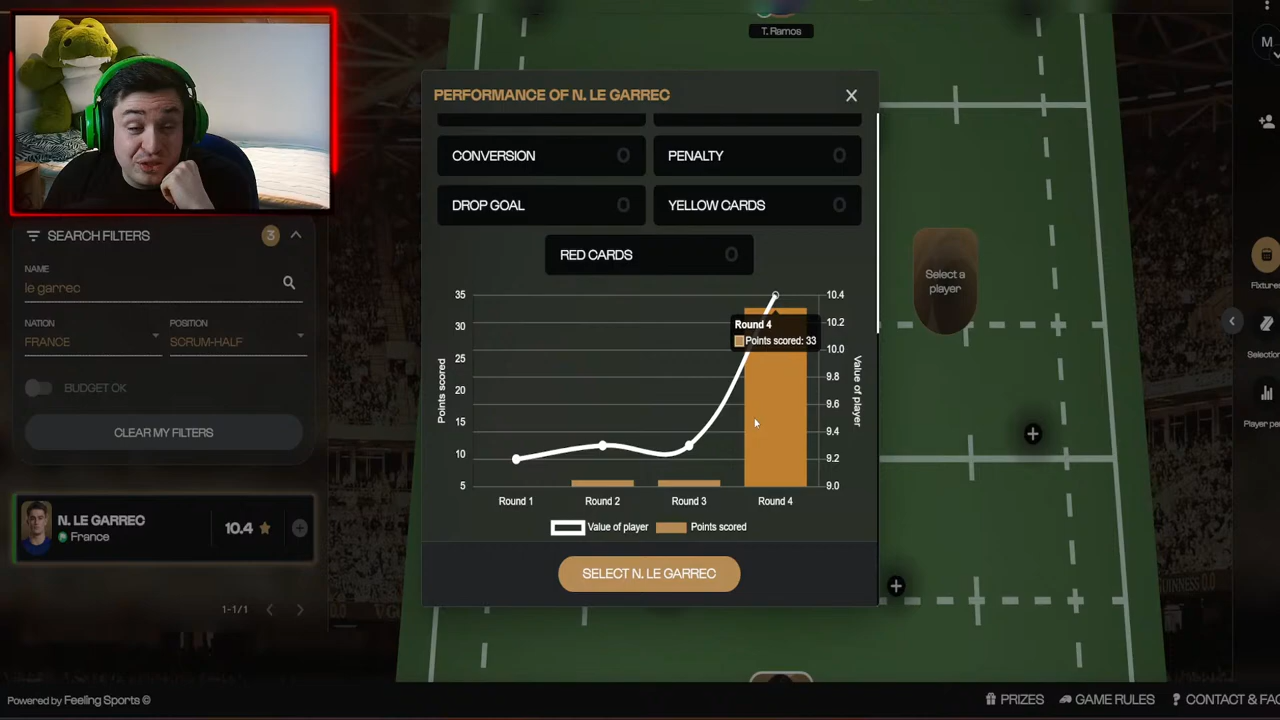 T. Ramos
M
PERFORMANCE OF N. LE GARREC
X
CONVERSION 0
PENALTY 0
DROP GOAL 0
YELLOW CARDS 0
RED CARDS 0
SEARCH FILTERS 3
NAME
le garrec
NATION
POSITION
FRANCE
SCRUM-HALF
BUDGET OK
CLEAR MY FILTERS
N. LE GARREC
France
10.4
1-1/1
Select a
player
Fixtures
Selection
Player pe
Points scored
35
30
25
20
15
10
5
Round 4
Points scored: 33
10.4
10.2
10.0
9.8
9.6
9.4
9.2
9.0
Value of player
Round 1
Round 2
Round 3
Round 4
Value of player
Points scored
SELECT N. LE GARREC
GUINNESS 0.0
Powered by Feeling Sports ©
PRIZES
GAME RULES
? CONTACT & FAQ